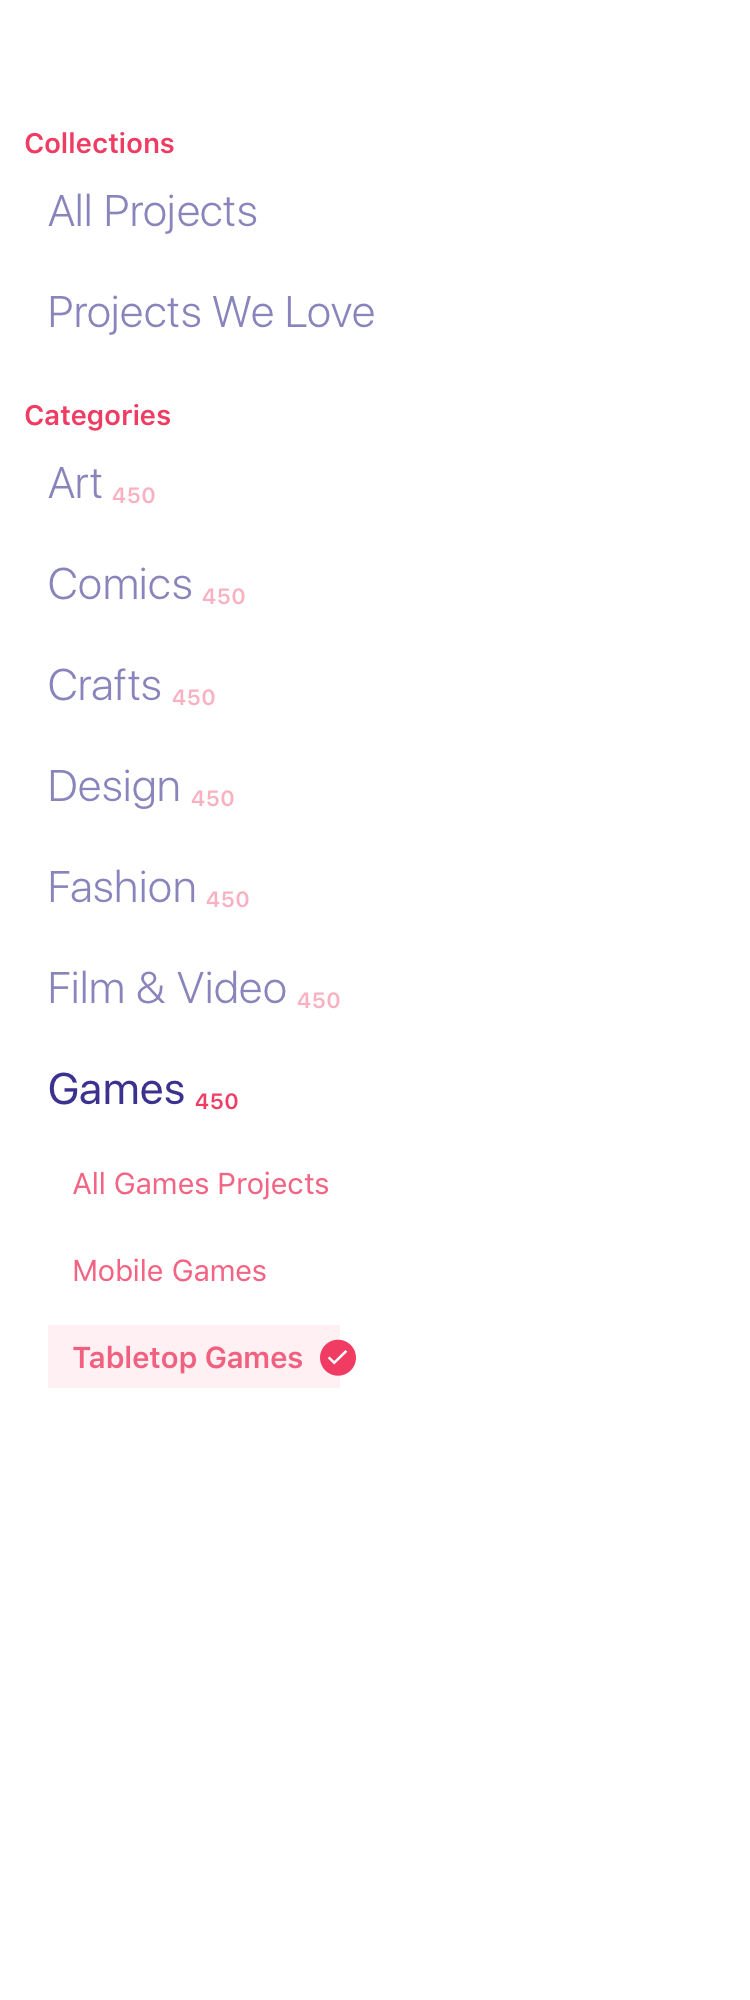 Collections
All Projects
Projects We Love
Categories
Art 450
Comics 450
Crafts 450
Design 450
Fashion 450
Film & Video 450
Games 450
All Games Projects
Mobile Games
Tabletop Games